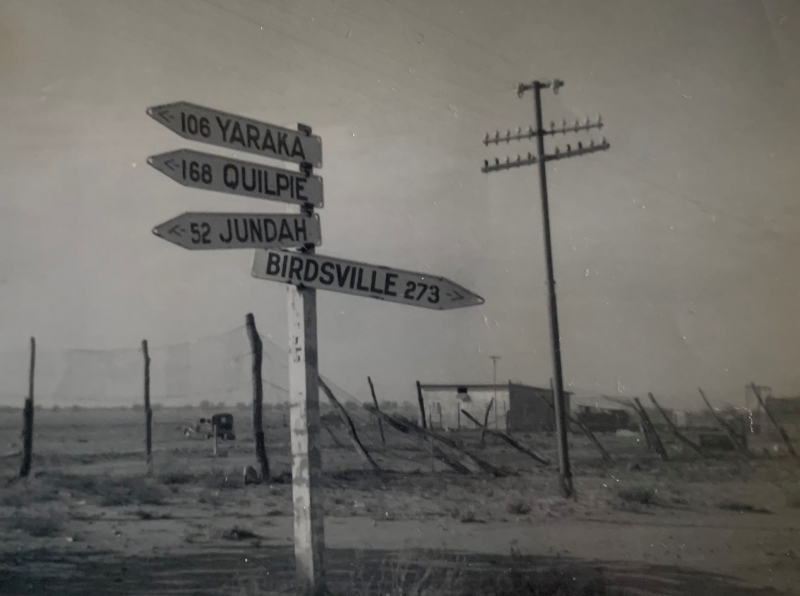 106 YARAKA
168 QUILPIE
52 JUNDAH
BIRDSVILLE 273